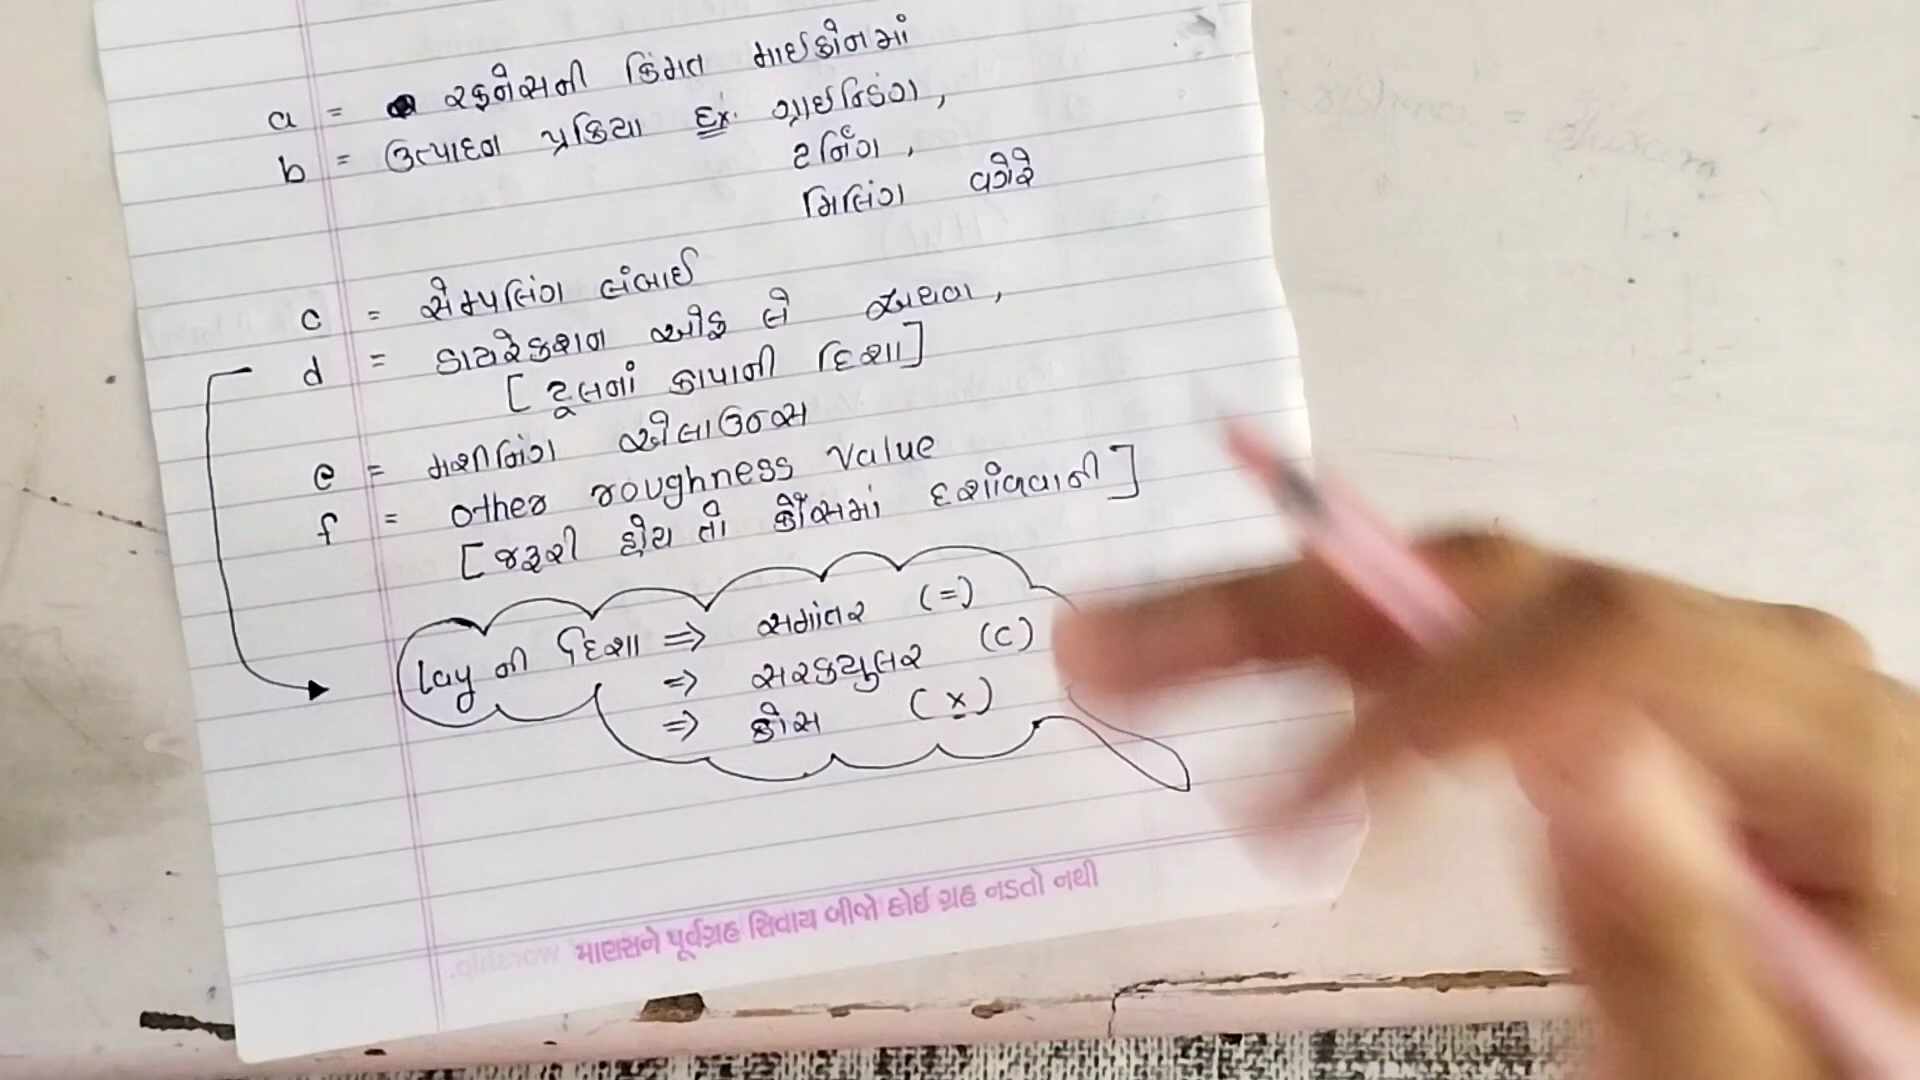 a = રફનેસની કિંમત માઈક્રોનમાં
b = ઉત્પાદન પ્રક્રિયા Ex: ગ્રાઈન્ડિંગ,
ટર્નિંગ,
મિલિંગ વગેરે
c = સેમ્પલિંગ લંબાઈ
d = ડાયરેક્શન ઓફ લે અથવા,
[ ટૂલનાં કાપાની દિશા ]
e = મશીનિંગ એલાઉન્સ
f = other roughness value
[ જરૂરી હોય તો કૌંસમાં દર્શાવવાની ]
Lay ની દિશા => સમાંતર (=)
=> સરક્યુલર (C)
=> ક્રોસ (x)
માણસને પૂર્વગ્રહ સિવાય બીજો કોઈ ગ્રહ નડતો નથી